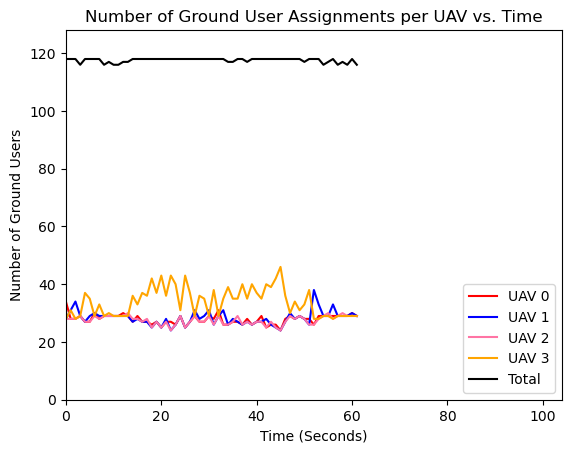 Number of Ground User Assignments per UAV vs. Time
Number of Ground Users
120
100
80
60
40
20
0
UAV 0
UAV 1
UAV 2
UAV 3
Total
0 20 40 60 80 100
Time (Seconds)